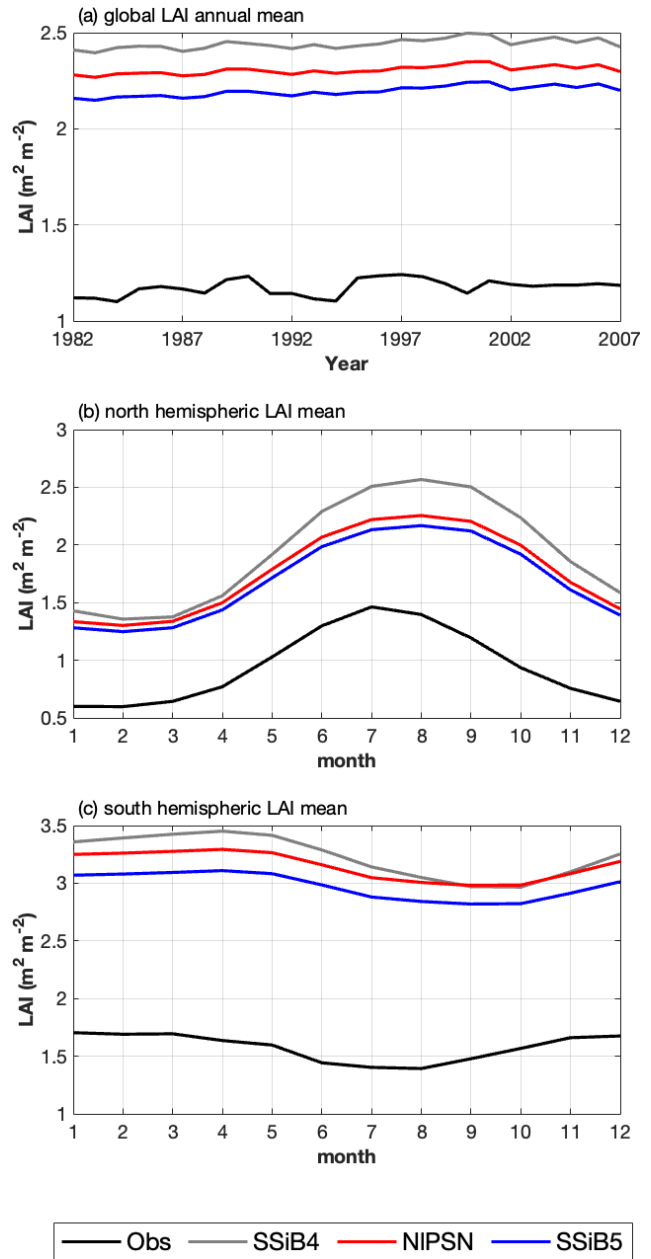 (a) global LAI annual mean
2.5
2
1.5
1
LAI (m² m⁻²)
1982 1987 1992 1997 2002 2007
Year
(b) north hemispheric LAI mean
3
2.5
2
1.5
1
0.5
LAI (m² m⁻²)
1 2 3 4 5 6 7 8 9 10 11 12
month
(c) south hemispheric LAI mean
3.5
3
2.5
2
1.5
1
LAI (m² m⁻²)
1 2 3 4 5 6 7 8 9 10 11 12
month
Obs SSiB4 NIPSN SSiB5